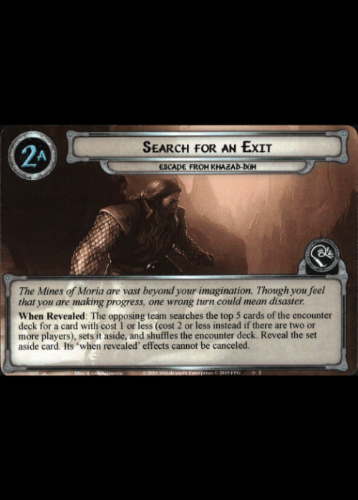 2A
SEARCH FOR AN EXIT
ESCAPE FROM KHAZAD-DÛM
The Mines of Moria are vast beyond your imagination. Though you feel
that you are making progress, one wrong turn could mean disaster.
When Revealed: The opposing team searches the top 5 cards of the encounter
deck for a card with cost 1 or less (cost 2 or less instead if there are two or
more players), sets it aside, and shuffles the encounter deck. Reveal the set
aside card. Its 'when revealed' effects cannot be canceled.